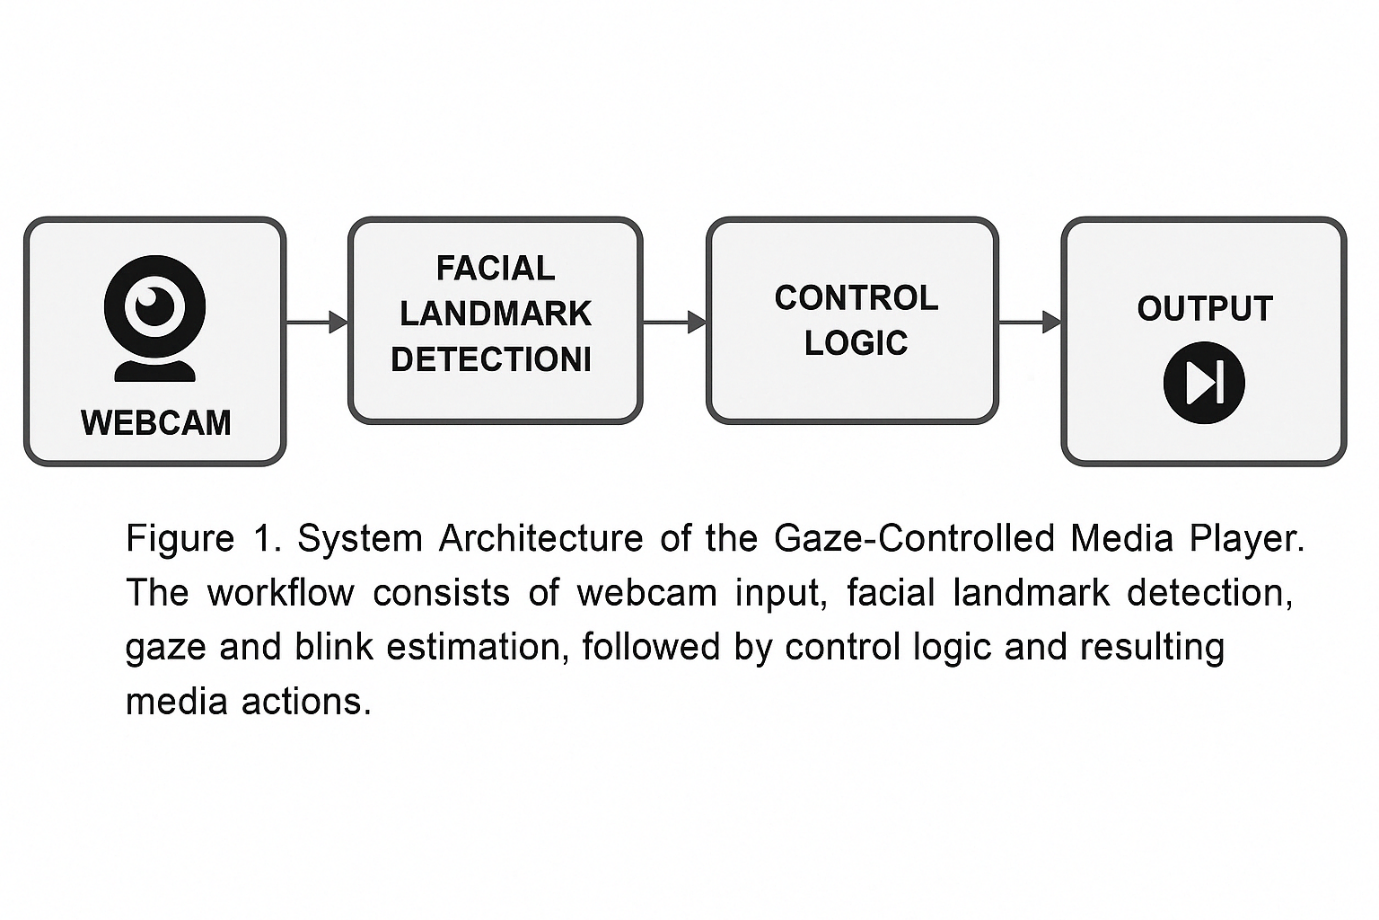 FACIAL
LANDMARK
DETECTIONI
CONTROL
LOGIC
OUTPUT
WEBCAM
Figure 1. System Architecture of the Gaze-Controlled Media Player.
The workflow consists of webcam input, facial landmark detection,
gaze and blink estimation, followed by control logic and resulting
media actions.